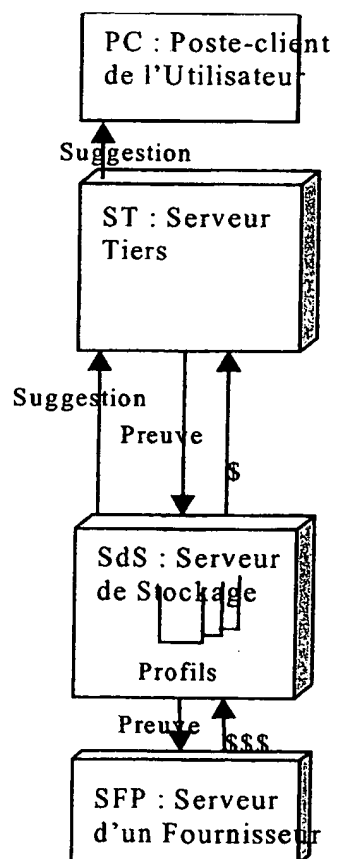 PC : Poste-client
de l'Utilisateur
Suggestion
ST : Serveur
Tiers
Suggestion
Preuve
$
SdS : Serveur
de Stockage
Profils
Preuve
$$$
SFP : Serveur
d'un Fournisseur